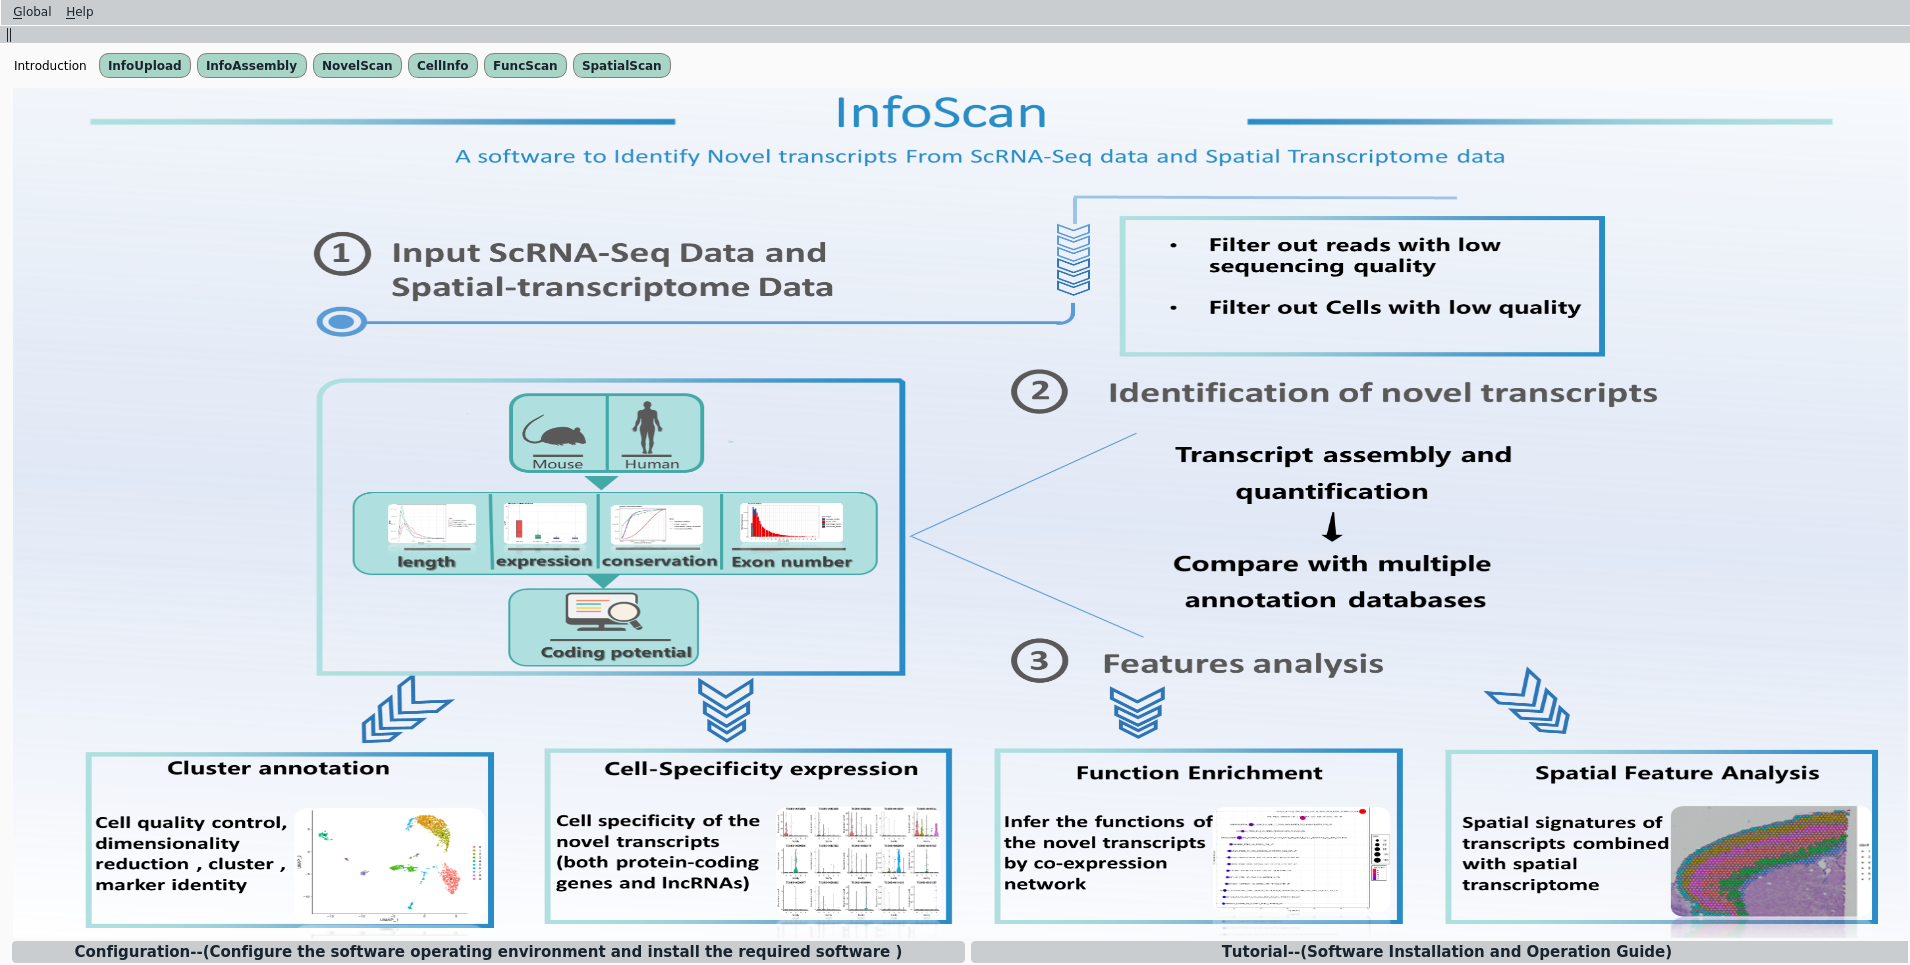 Global Help
Introduction InfoUpload InfoAssembly NovelScan CellInfo FuncScan SpatialScan
InfoScan
A software to Identify Novel transcripts From ScRNA-Seq data and Spatial Transcriptome data
1 Input ScRNA-Seq Data and
Spatial-transcriptome Data
• Filter out reads with low
sequencing quality
• Filter out Cells with low quality
2 Identification of novel transcripts
Transcript assembly and
quantification
Compare with multiple
annotation databases
Mouse Human
length expression conservation Exon number
Coding potential
3 Features analysis
Cluster annotation
Cell quality control,
dimensionality
reduction , cluster ,
marker identity
Cell-Specificity expression
Cell specificity of the
novel transcripts
(both protein-coding
genes and lncRNAs)
Function Enrichment
Infer the functions of
the novel transcripts
by co-expression
network
Spatial Feature Analysis
Spatial signatures of
transcripts combined
with spatial
transcriptome
Configuration--(Configure the software operating environment and install the required software )
Tutorial--(Software Installation and Operation Guide)